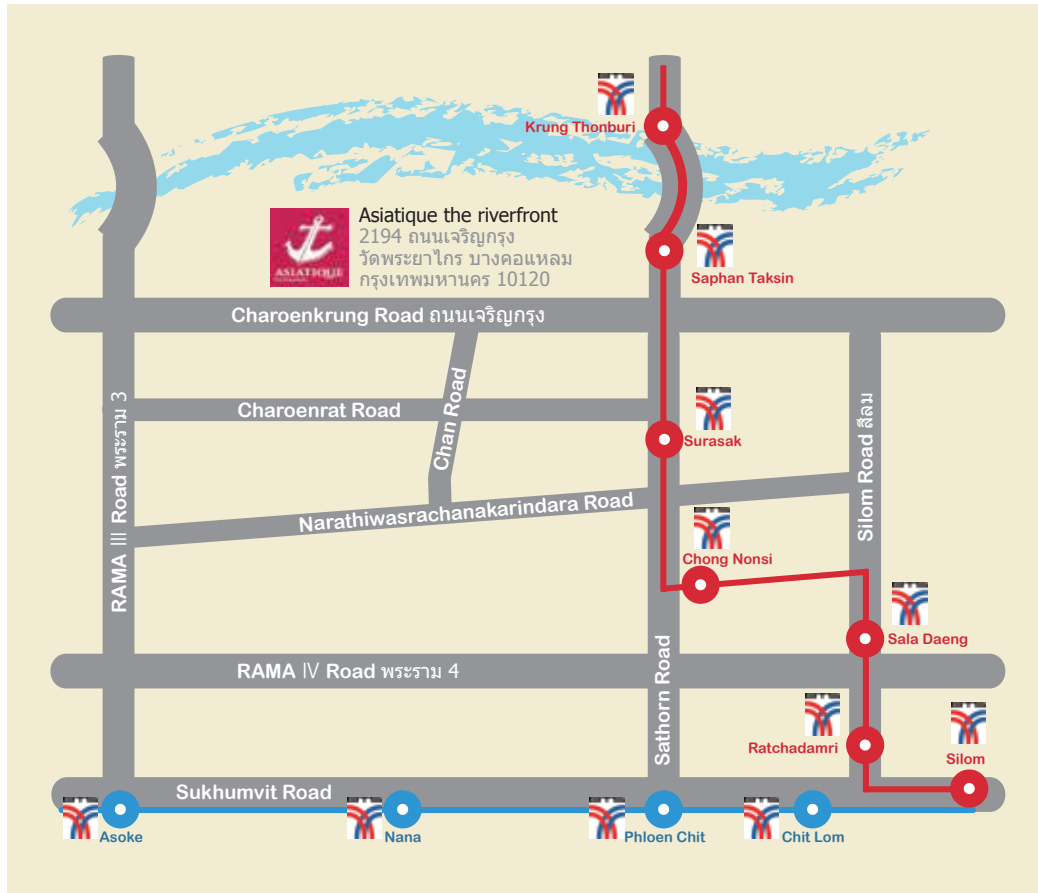 Krung Thonburi
ASIATIQUE
Asiatique the riverfront
2194 ถนนเจริญกรุง
วัดพระยาไกร บางคอแหลม
กรุงเทพมหานคร 10120
Saphan Taksin
Charoenkrung Road ถนนเจริญกรุง
Charoenrat Road
Chan Road
RAMA III Road พระราม 3
Surasak
Silom Road สีลม
Narathiwasrachanakarindara Road
Chong Nonsi
Sala Daeng
RAMA IV Road พระราม 4
Sathorn Road
Ratchadamri
Silom
Sukhumvit Road
Asoke
Nana
Phloen Chit
Chit Lom